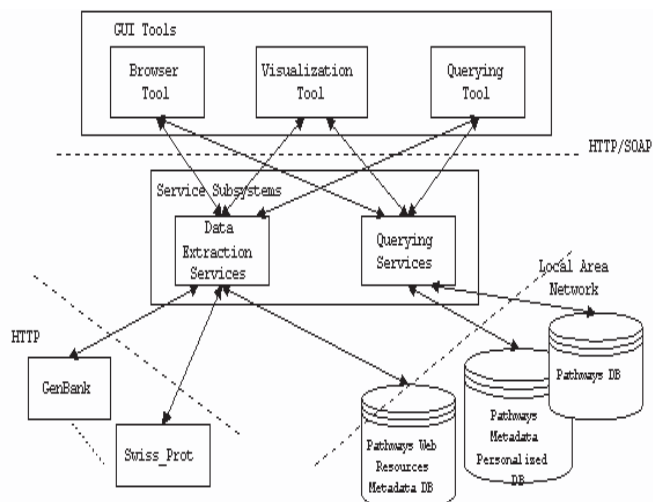 GUI Tools
Browser
Tool
Visualization
Tool
Querying
Tool
HTTP/SOAP
Service Subsystems
Data
Extraction
Services
Querying
Services
Local Area
Network
HTTP
GenBank
Swiss_Prot
Pathways Web
Resources
Metadata DB
Pathways
Metadata
Personalized
DB
Pathways DB